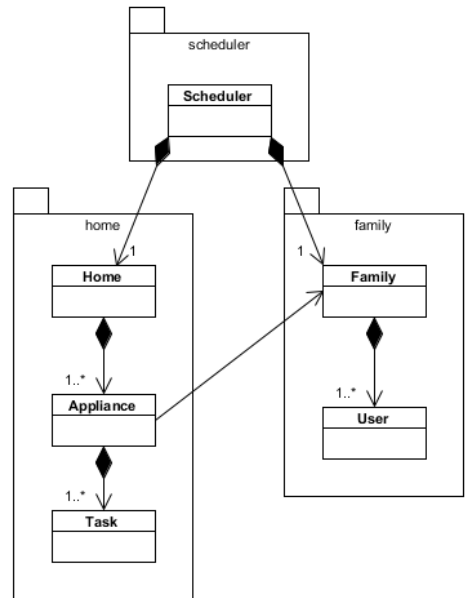 scheduler
Scheduler
home
family
1
1
Home
Family
1..*
1..*
Appliance
User
1..*
Task